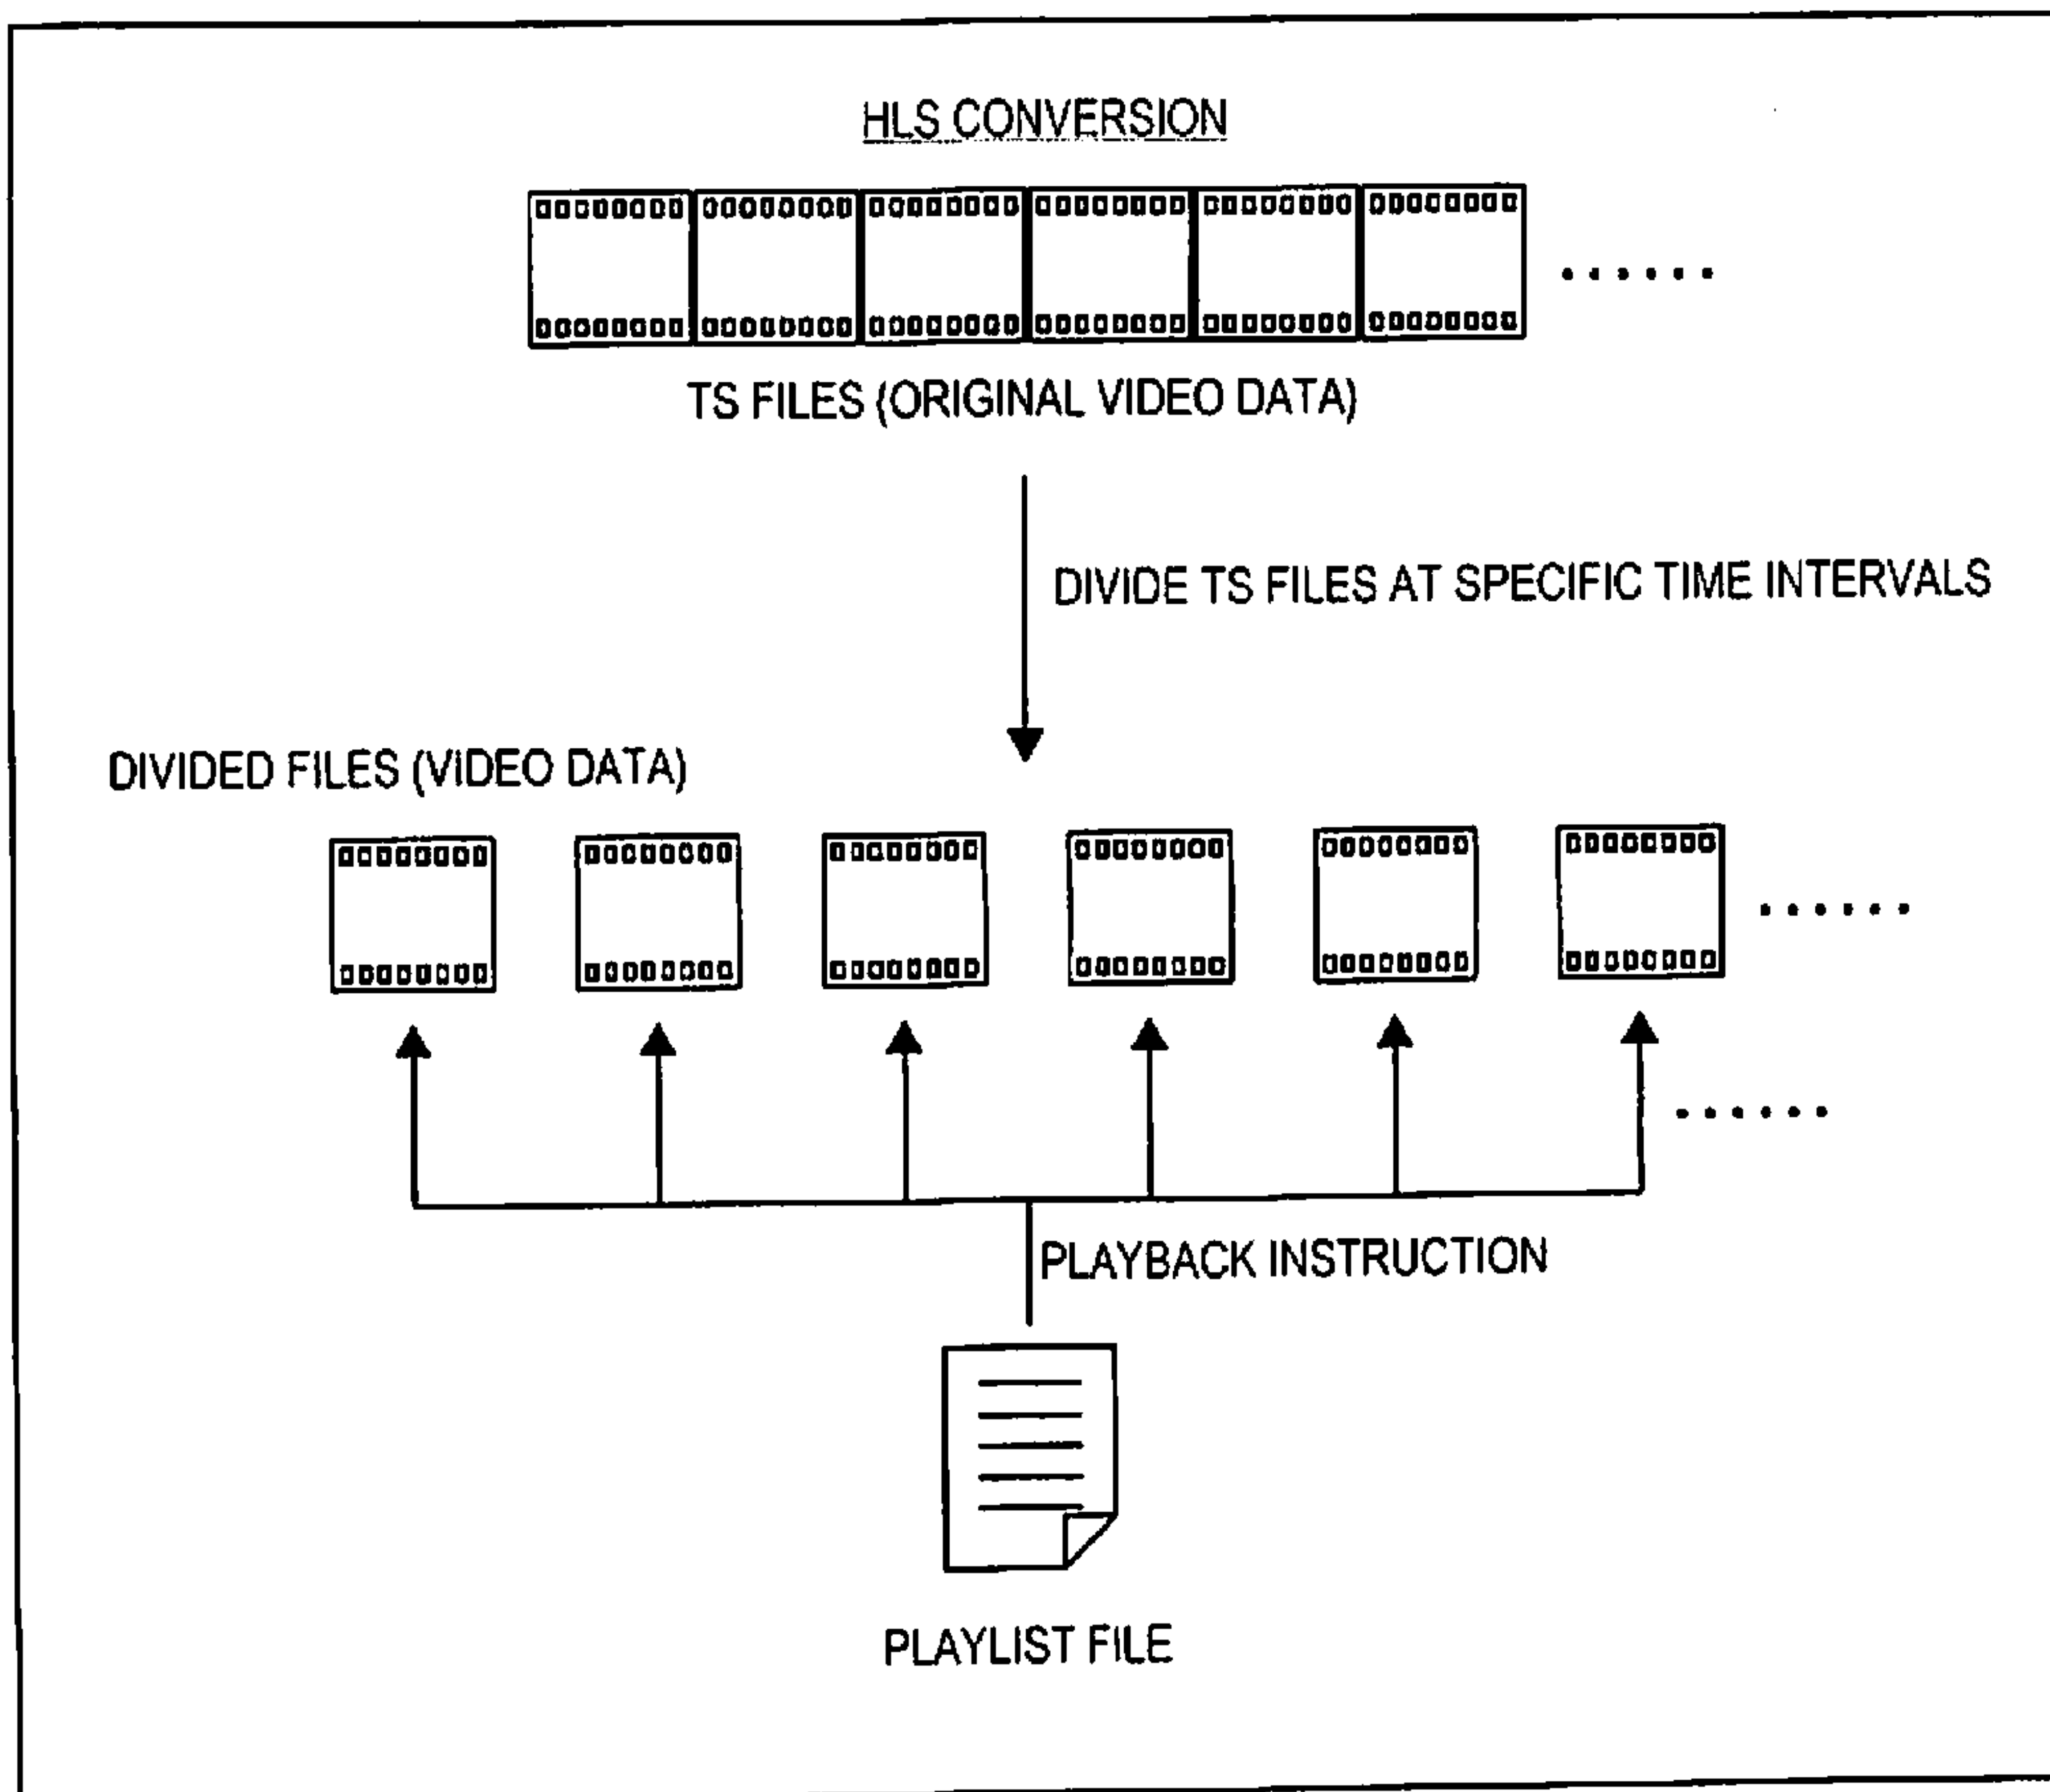 HLS CONVERSION
TS FILES (ORIGINAL VIDEO DATA)
DIVIDE TS FILES AT SPECIFIC TIME INTERVALS
DIVIDED FILES (VIDEO DATA)
PLAYBACK INSTRUCTION
PLAYLIST FILE